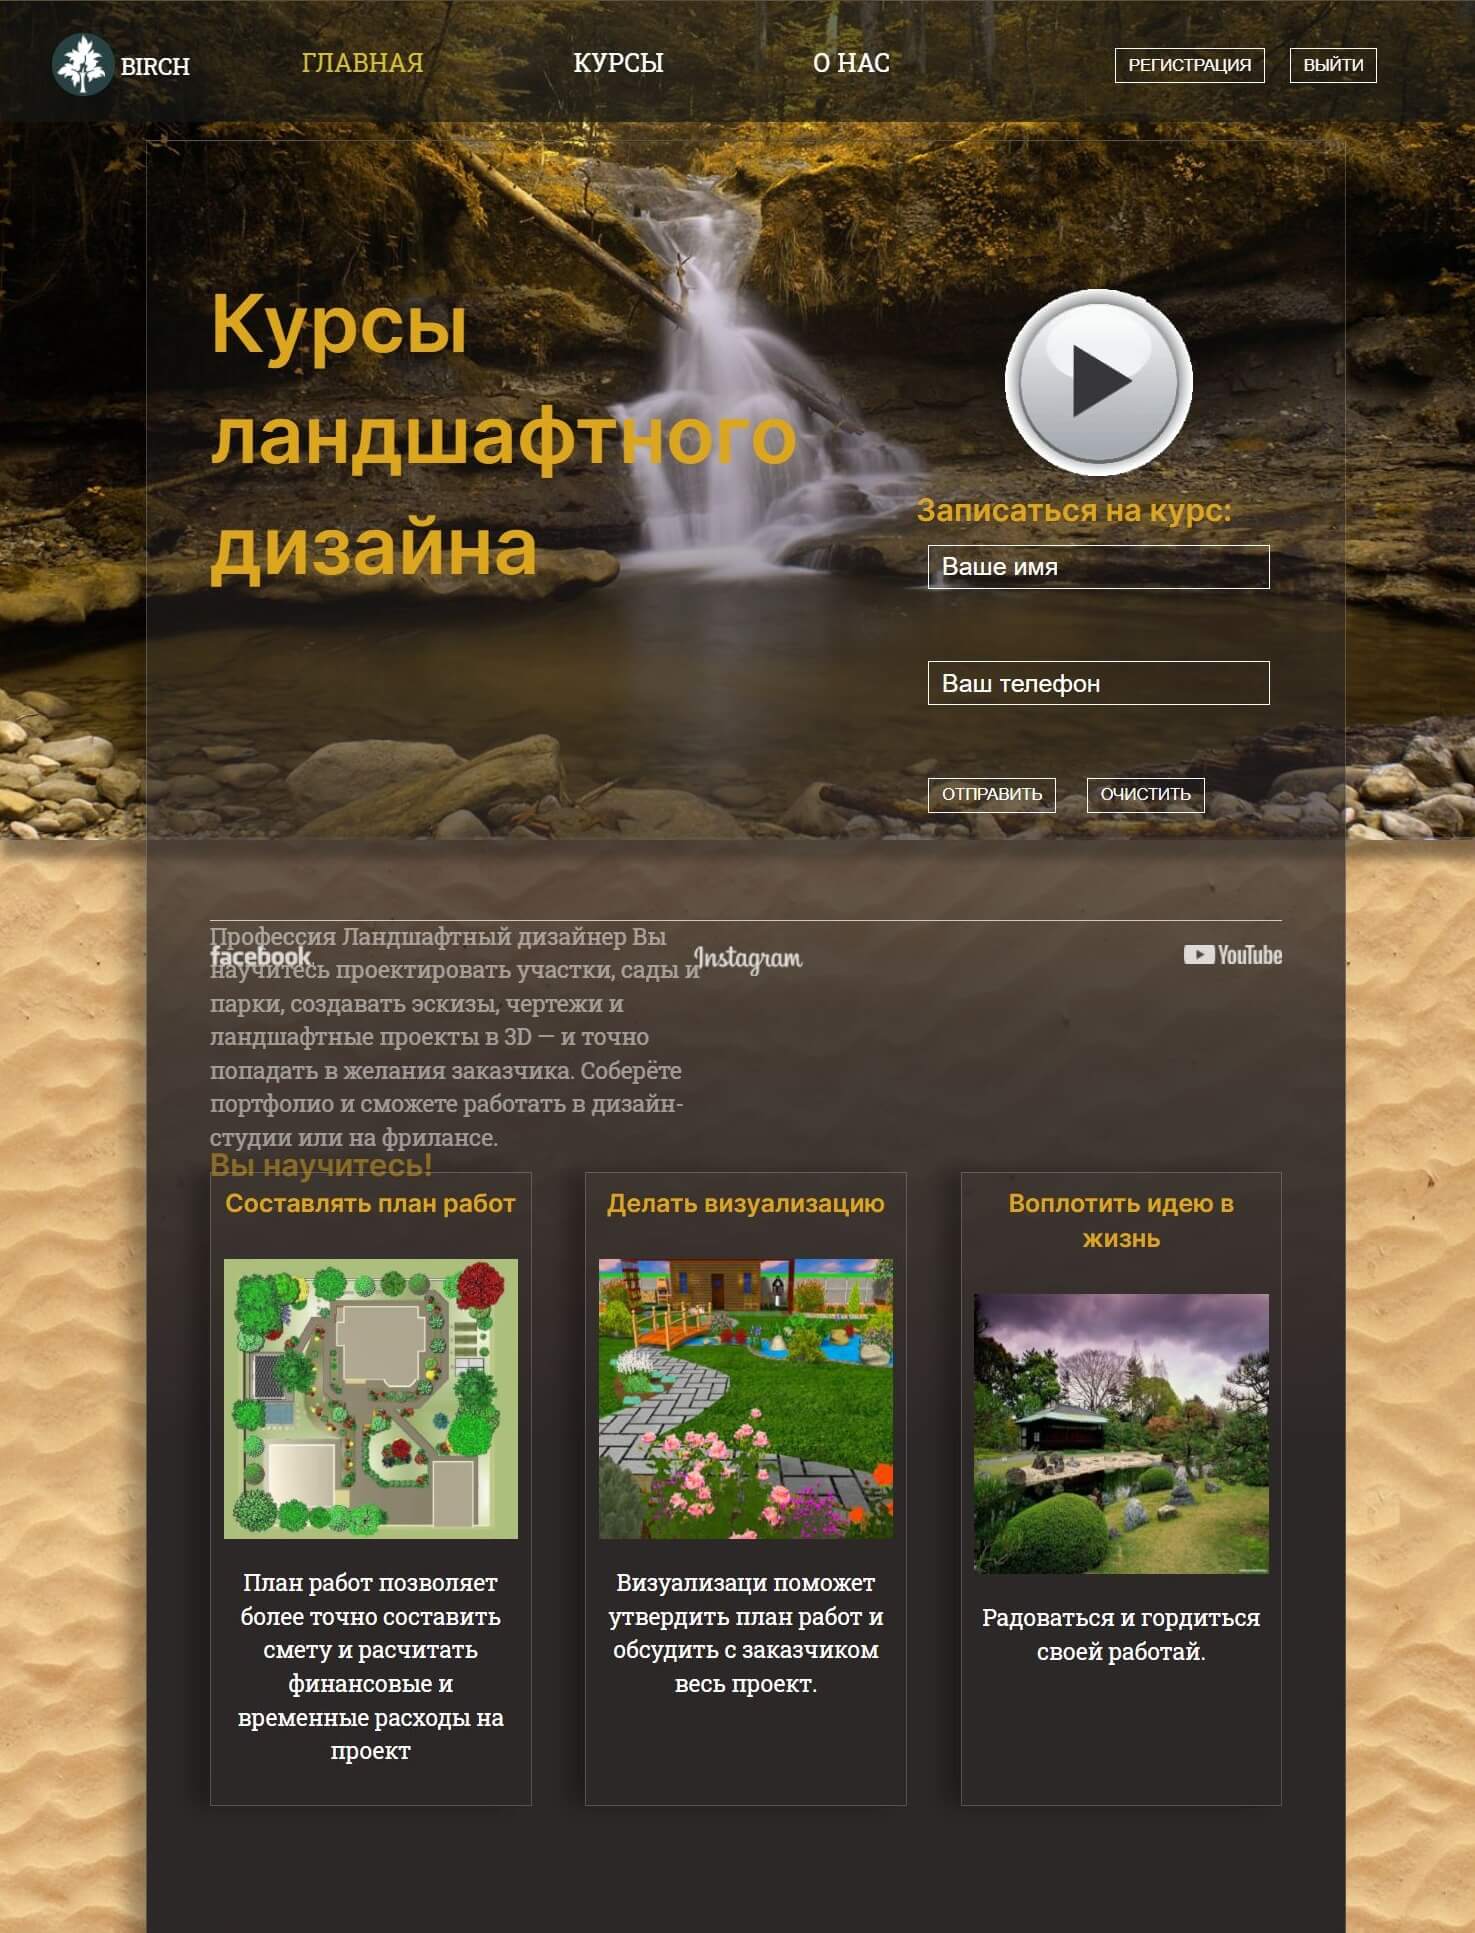 BIRCH
ГЛАВНАЯ
КУРСЫ
О НАС
РЕГИСТРАЦИЯ
ВЫЙТИ
Курсы
ландшафтного
дизайна
Записаться на курс:
Ваше имя
Ваш телефон
ОТПРАВИТЬ
ОЧИСТИТЬ
Профессия Ландшафтный дизайнер Вы
facebook
Instagram
YouTube
научитесь проектировать участки, сады и
парки, создавать эскизы, чертежи и
ландшафтные проекты в 3D — и точно
попадать в желания заказчика. Соберёте
портфолио и сможете работать в дизайн-
студии или на фрилансе.
Вы научитесь!
Составлять план работ
План работ позволяет
более точно составить
смету и расчитать
финансовые и
временные расходы на
проект
Делать визуализацию
Визуализаци поможет
утвердить план работ и
обсудить с заказчиком
весь проект.
Воплотить идею в
жизнь
Радоваться и гордиться
своей работай.